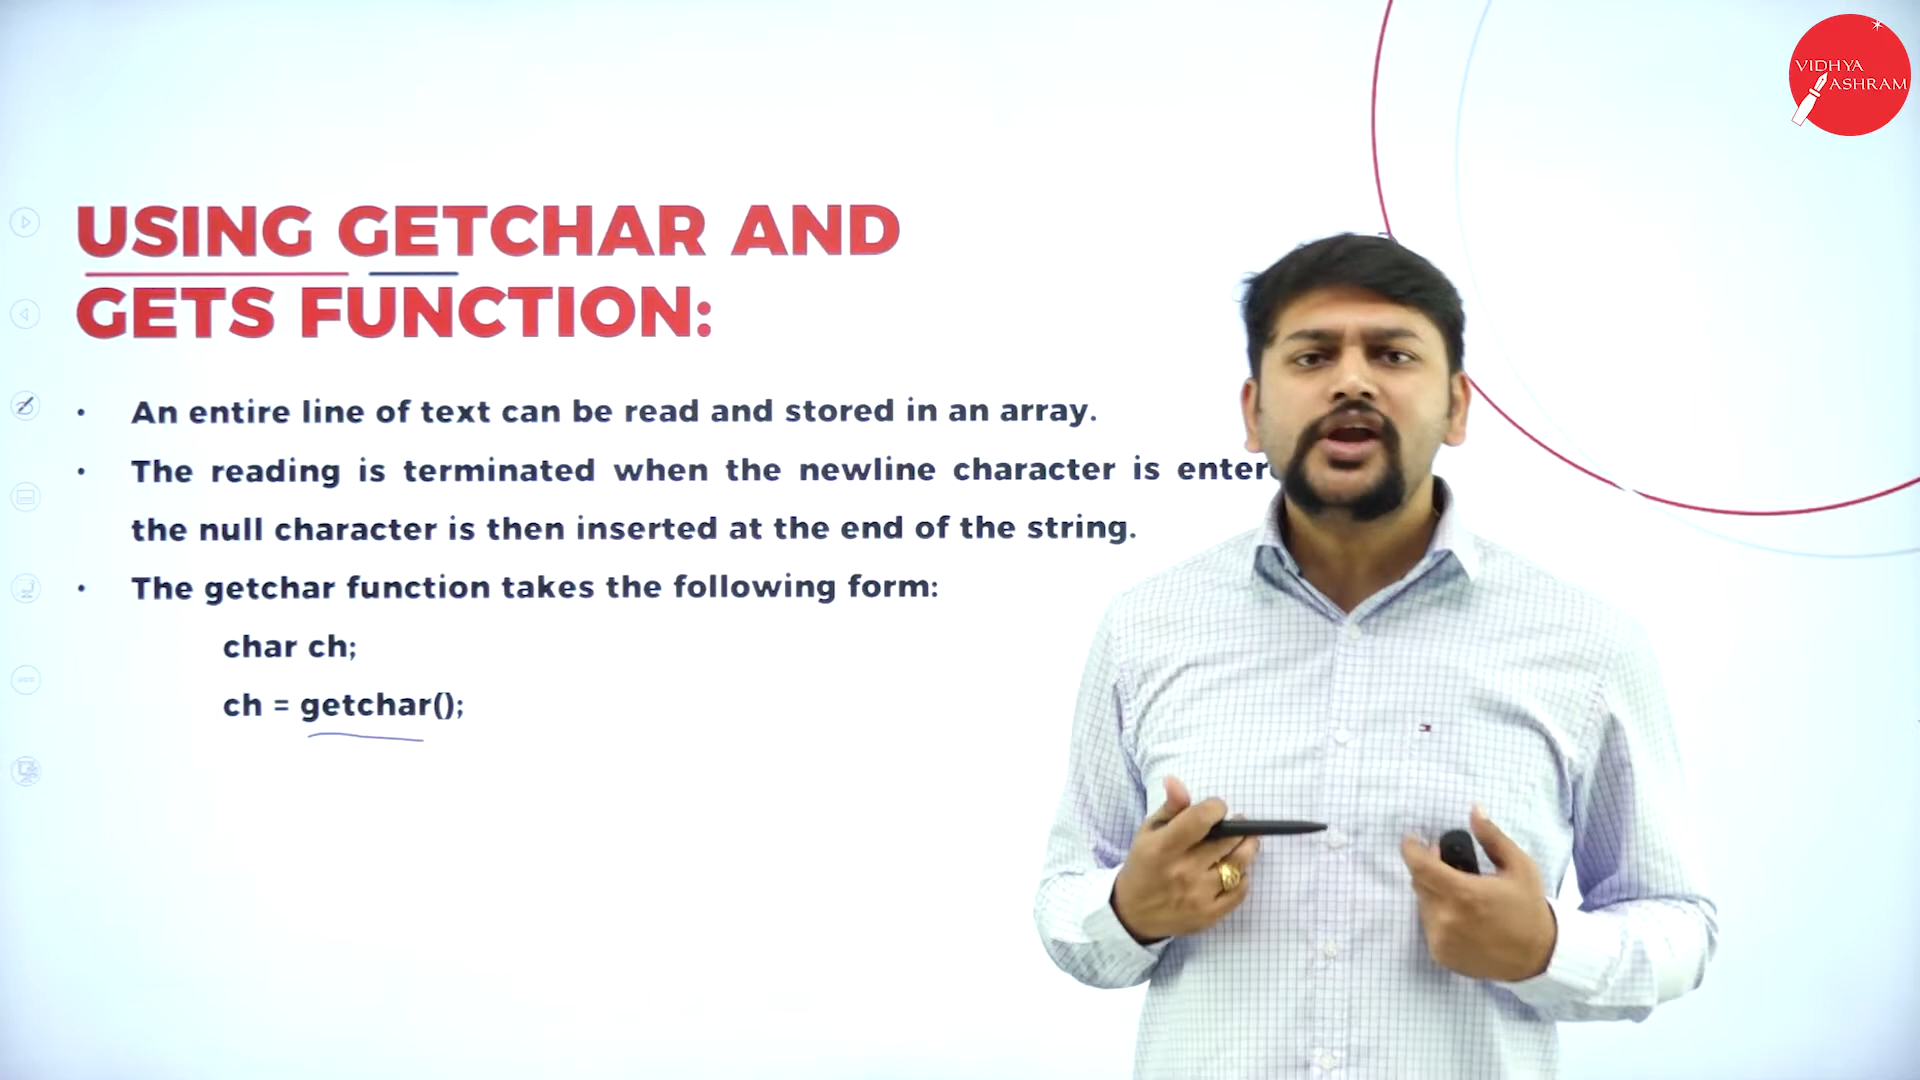 VIDHYA
ASHRAM
USING GETCHAR AND
GETS FUNCTION:
• An entire line of text can be read and stored in an array.
• The reading is terminated when the newline character is
the null character is then inserted at the end of the string.
• The getchar function takes the following form:
char ch;
ch = getchar();